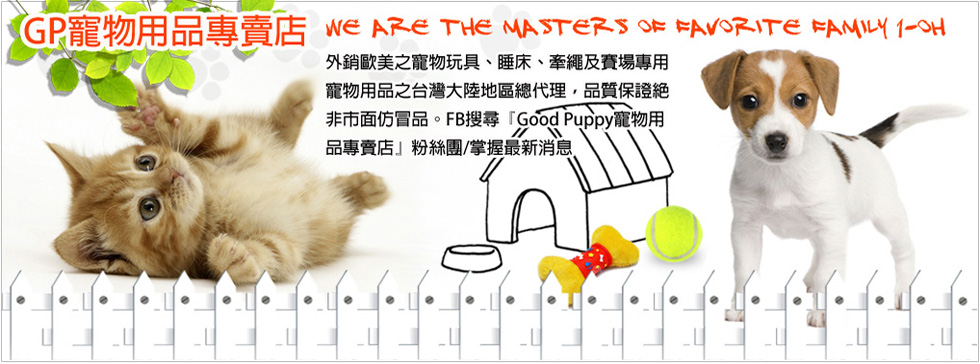 GP寵物用品專賣店
WE ARE THE MASTERS OF FAVORITE FAMILY 1-OH
外銷歐美之寵物玩具、睡床、牽繩及賽場專用
寵物用品之台灣大陸地區總代理，品質保證絕
非市面仿冒品。FB搜尋『Good Puppy寵物用
品專賣店』粉絲團/掌握最新消息